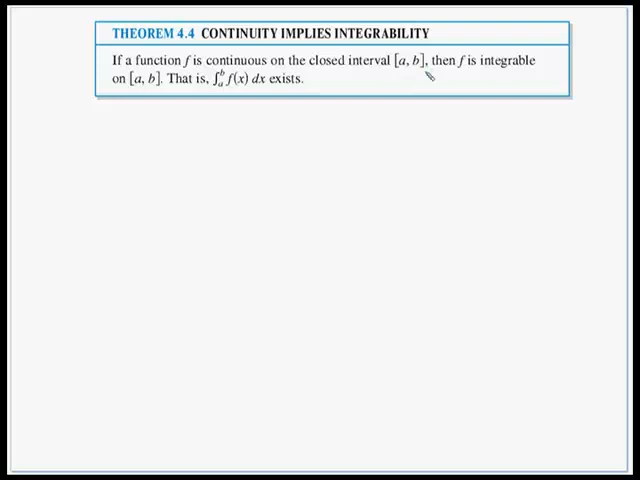 THEOREM 4.4 CONTINUITY IMPLIES INTEGRABILITY
If a function f is continuous on the closed interval [a, b], then f is integrable
on [a, b]. That is, ∫ₐᵇ f(x) dx exists.